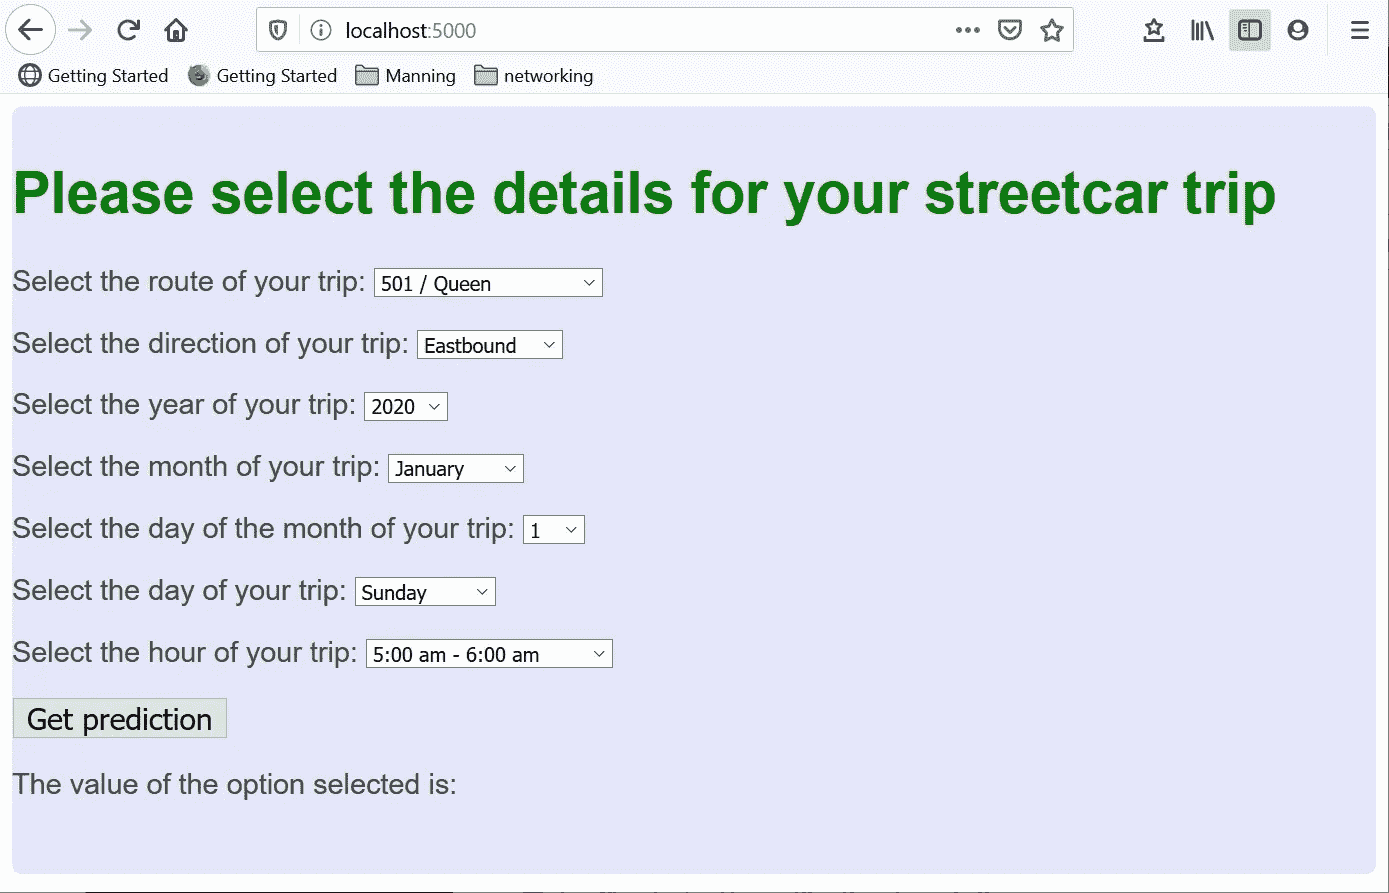 localhost:5000
Getting Started Getting Started Manning networking
Please select the details for your streetcar trip
Select the route of your trip: 501 / Queen
Select the direction of your trip: Eastbound
Select the year of your trip: 2020
Select the month of your trip: January
Select the day of the month of your trip: 1
Select the day of your trip: Sunday
Select the hour of your trip: 5:00 am - 6:00 am
Get prediction
The value of the option selected is: